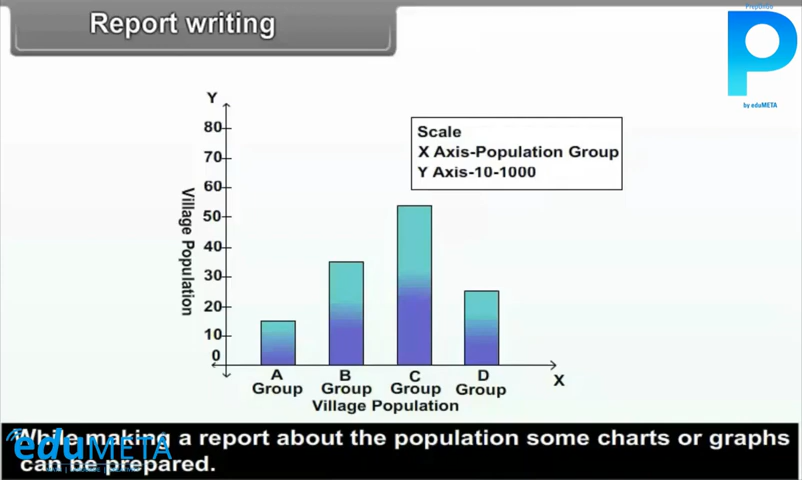 Report writing
PrepBuddy
P
by eduMETA
Y
80
70
60
50
40
30
20
10
0
Village Population
Scale
X Axis-Population Group
Y Axis-10-1000
A
Group
B
Group
C
Group
D
Group
X
Village Population
While making a report about the population some charts or graphs
can be prepared.
eduMETA